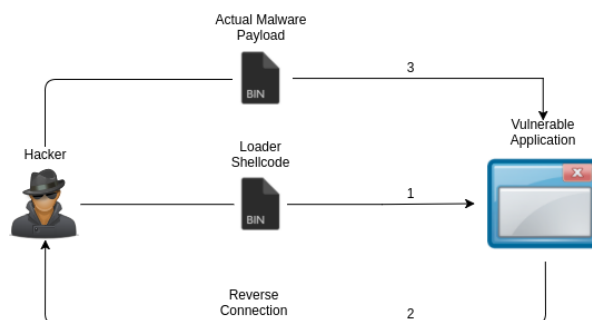 Actual Malware
Payload
BIN
3
Vulnerable
Application
X
Hacker
Loader
Shellcode
BIN
1
Reverse
Connection
2